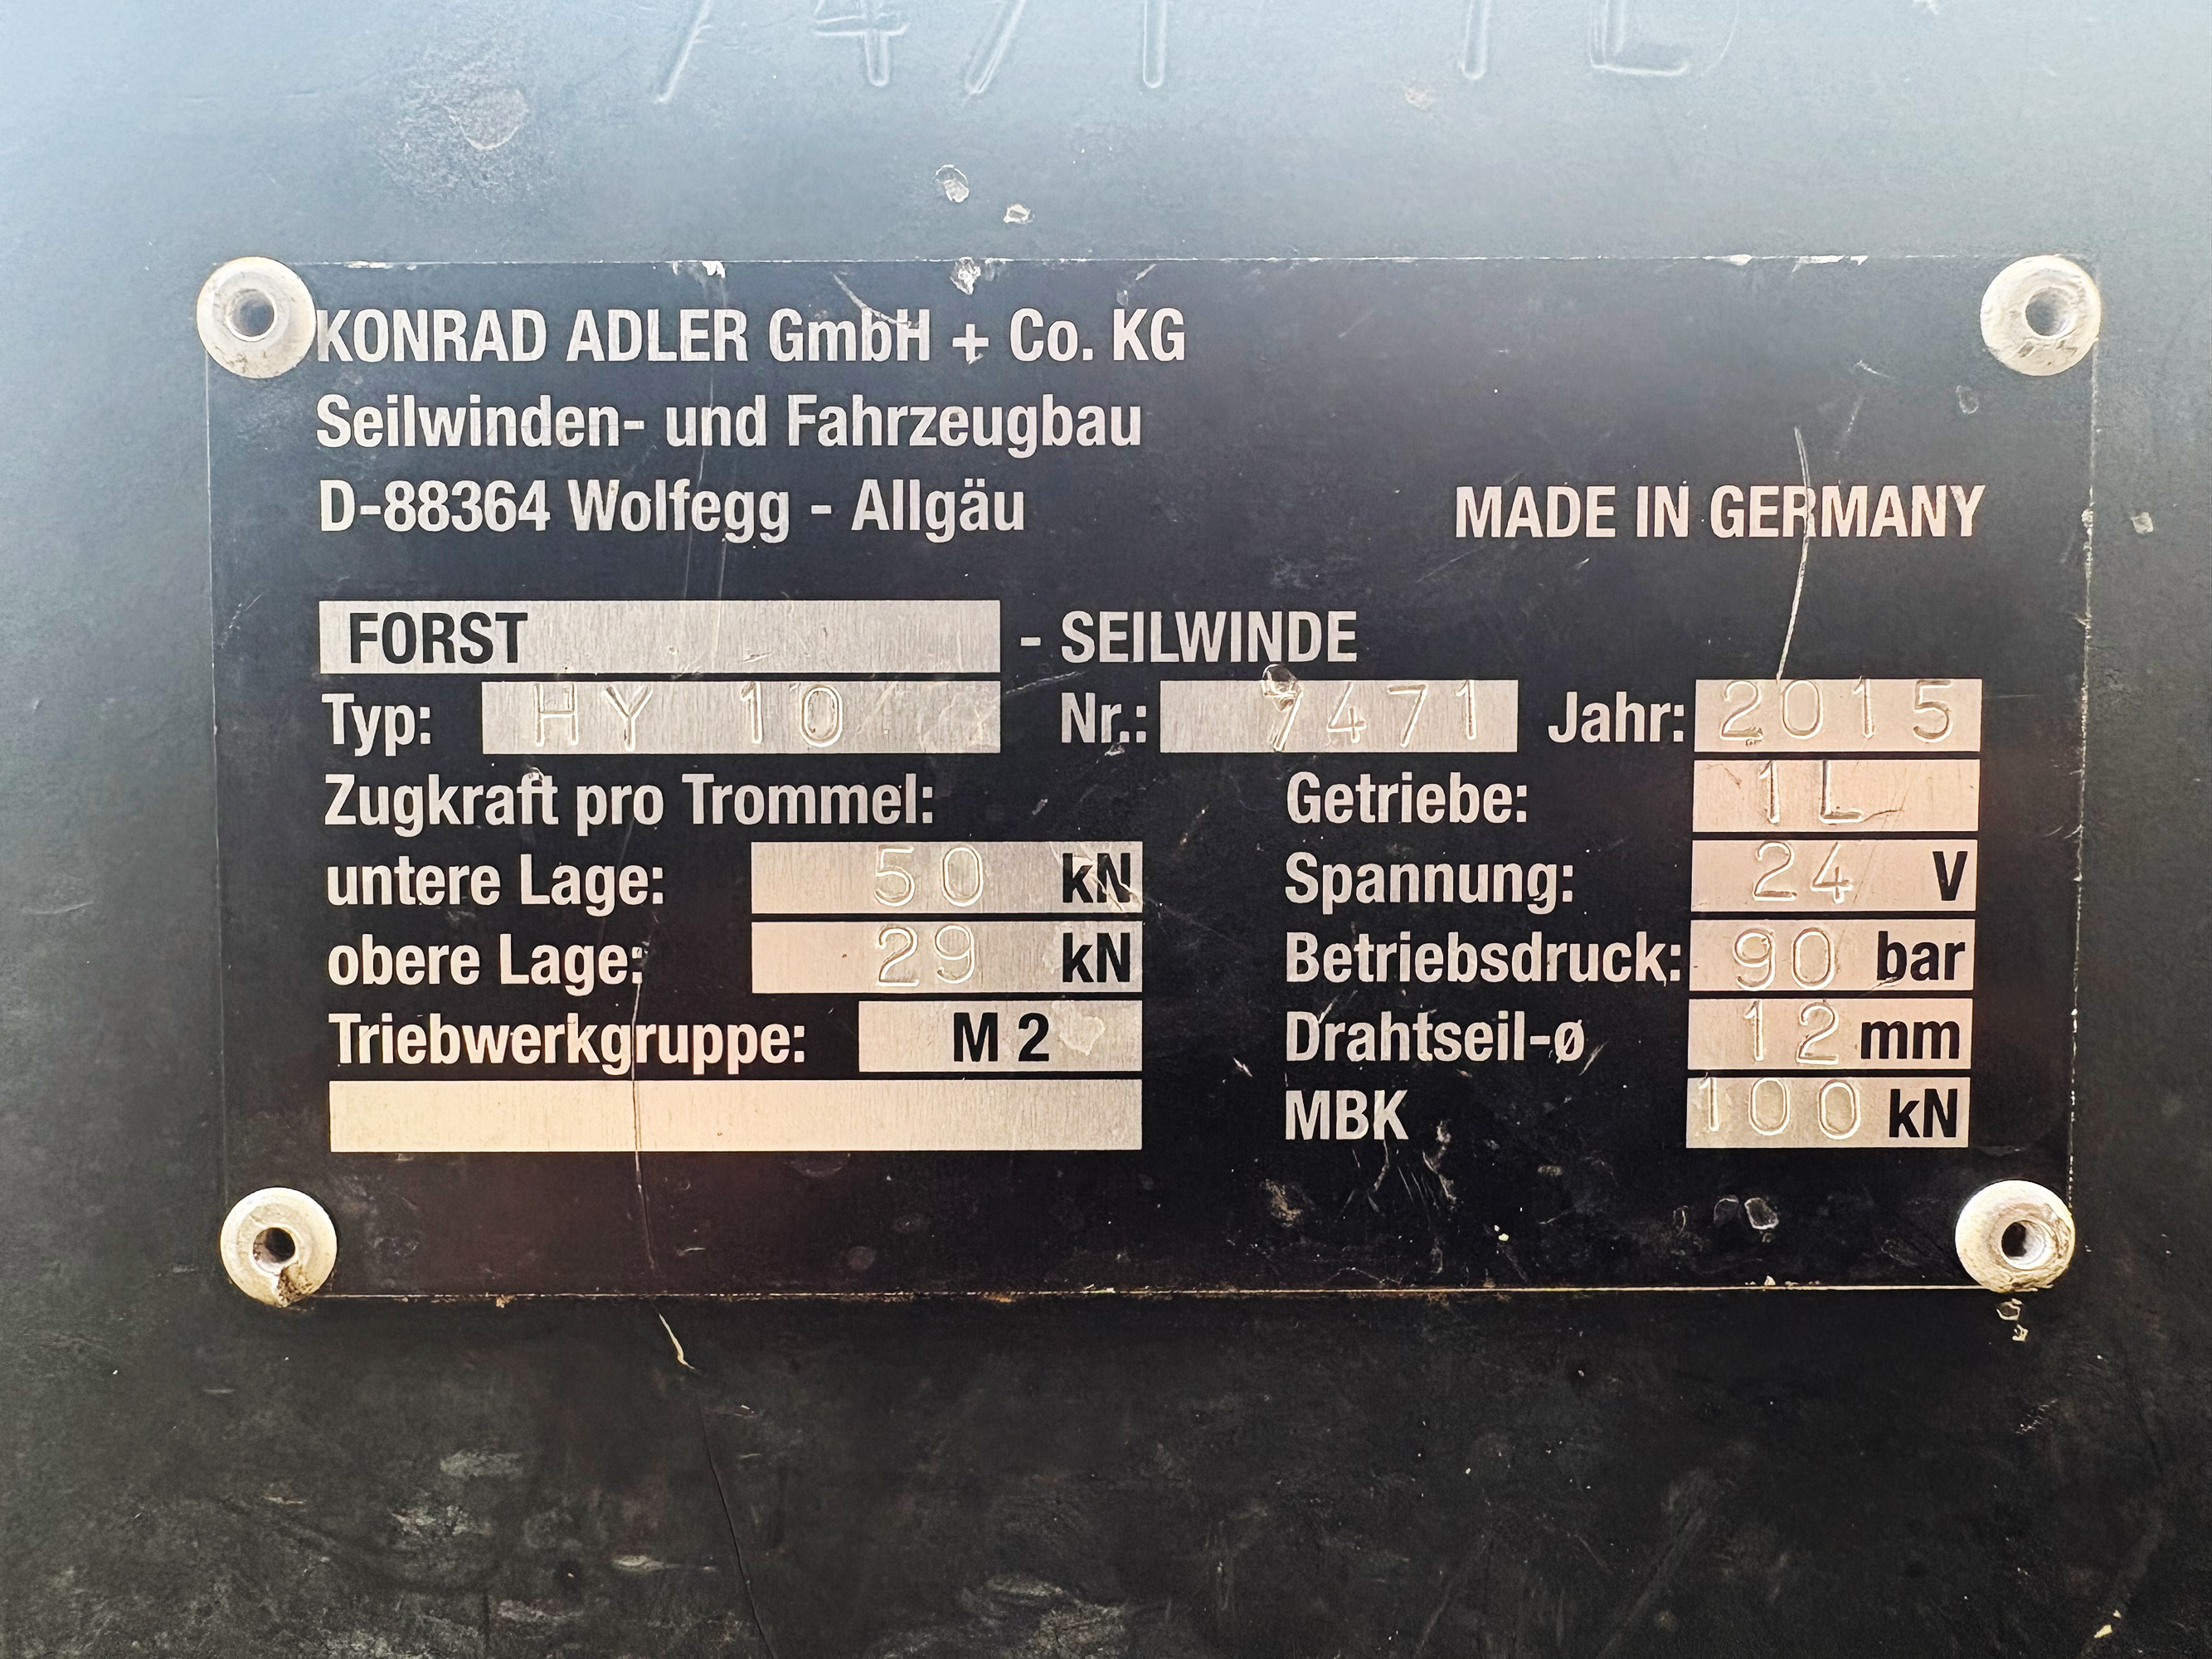 7471 1L
KONRAD ADLER GmbH + Co. KG
Seilwinden- und Fahrzeugbau
D-88364 Wolfegg - Allgäu
MADE IN GERMANY
FORST - SEILWINDE
Typ: HY 10 Nr.: 7471 Jahr: 2015
Zugkraft pro Trommel: Getriebe: 1L
untere Lage: 50 kN Spannung: 24 V
obere Lage: 29 kN Betriebsdruck: 90 bar
Triebwerkgruppe: M 2 Drahtseil-ø 12 mm
MBK 100 kN